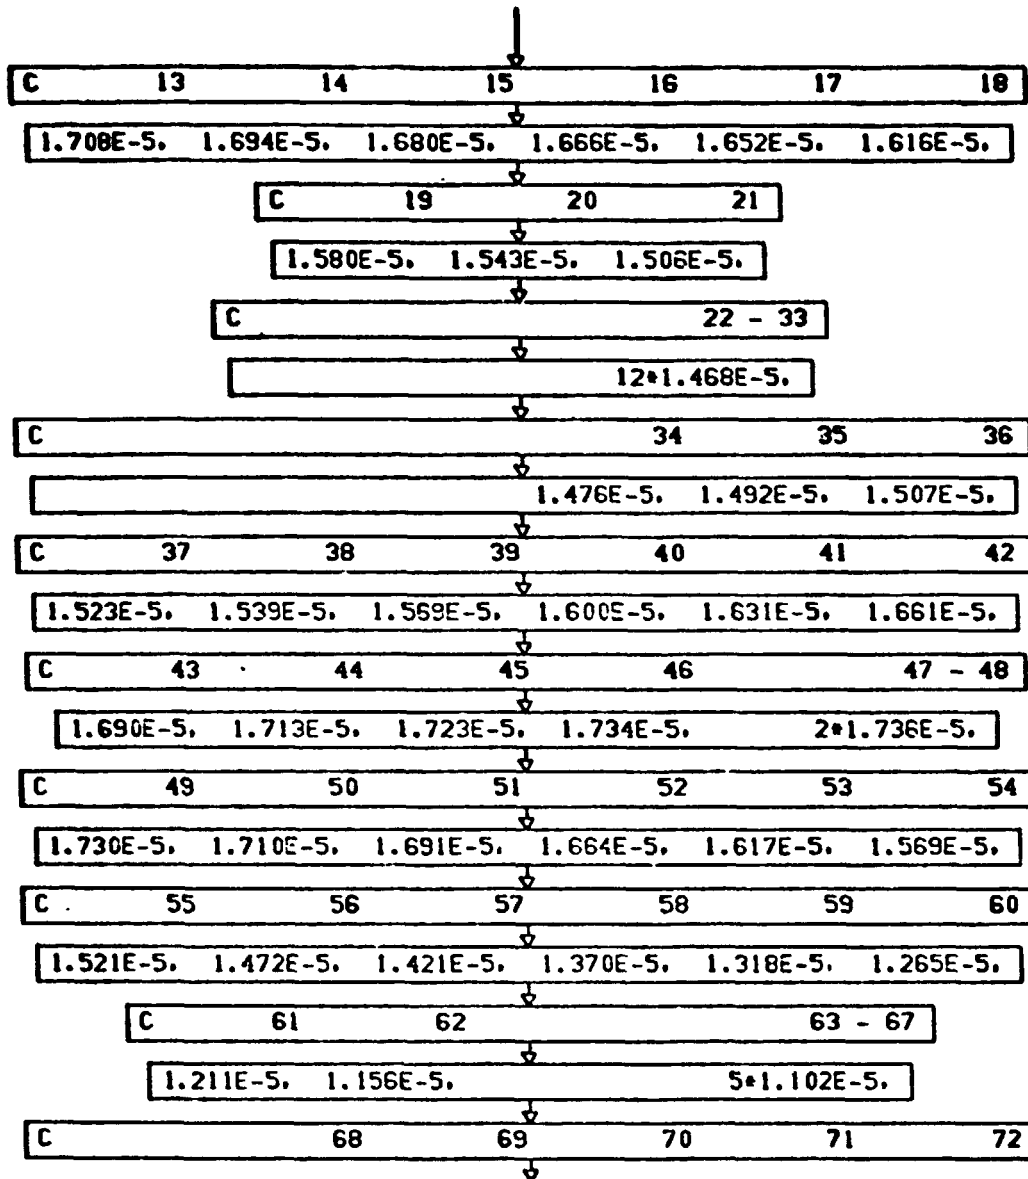 C 13 14 15 16 17 18
1.708E-5, 1.694E-5, 1.680E-5, 1.666E-5, 1.652E-5, 1.616E-5,
C 19 20 21
1.580E-5, 1.543E-5, 1.506E-5,
C 22 - 33
12*1.468E-5,
C 34 35 36
1.476E-5, 1.492E-5, 1.507E-5,
C 37 38 39 40 41 42
1.523E-5, 1.539E-5, 1.569E-5, 1.600E-5, 1.631E-5, 1.661E-5,
C 43 44 45 46 47 - 48
1.690E-5, 1.713E-5, 1.723E-5, 1.734E-5, 2*1.736E-5,
C 49 50 51 52 53 54
1.730E-5, 1.710E-5, 1.691E-5, 1.664E-5, 1.617E-5, 1.569E-5,
C 55 56 57 58 59 60
1.521E-5, 1.472E-5, 1.421E-5, 1.370E-5, 1.318E-5, 1.265E-5,
C 61 62 63 - 67
1.211E-5, 1.156E-5, 5*1.102E-5,
C 68 69 70 71 72